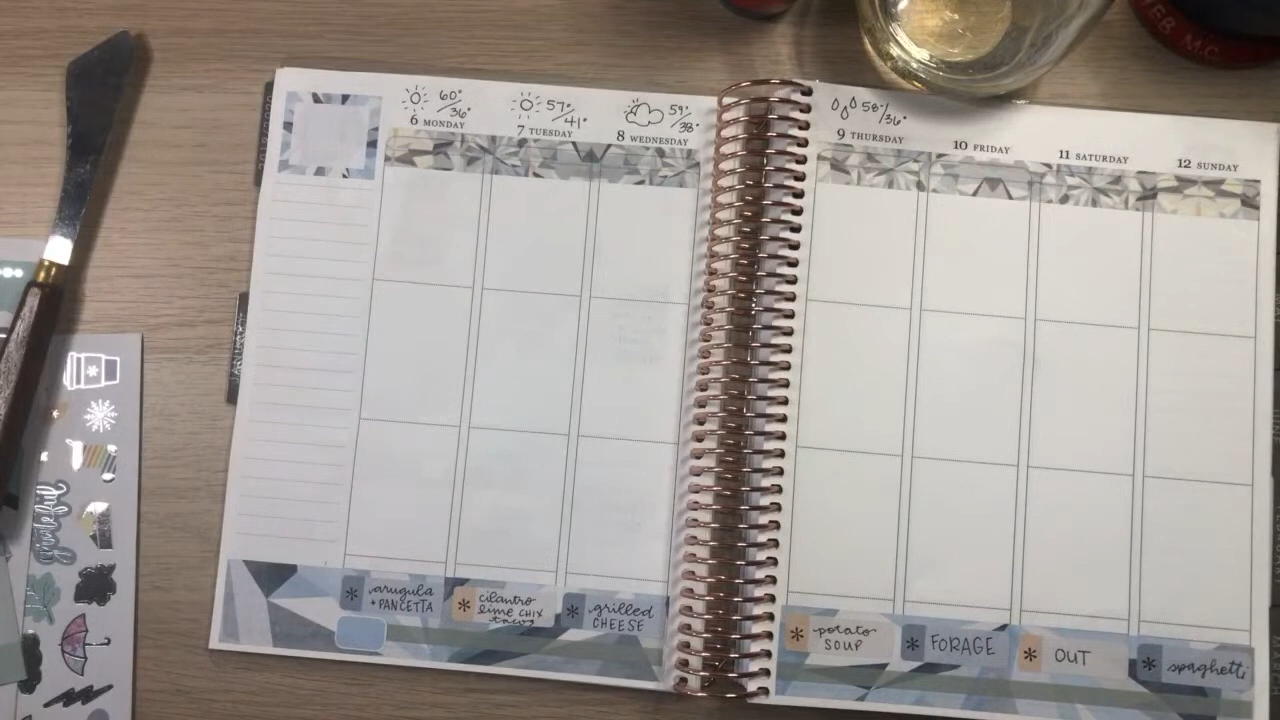 60°/36°
6 MONDAY
57°/41°
7 TUESDAY
59°/38°
8 WEDNESDAY
58°/36°
9 THURSDAY
10 FRIDAY
11 SATURDAY
12 SUNDAY
* arugula
+ PANCETTA
* cilantro
lime CHIX
tacos
* grilled
CHEESE
* potato
SOUP
* FORAGE
* OUT
* spaghetti
grateful